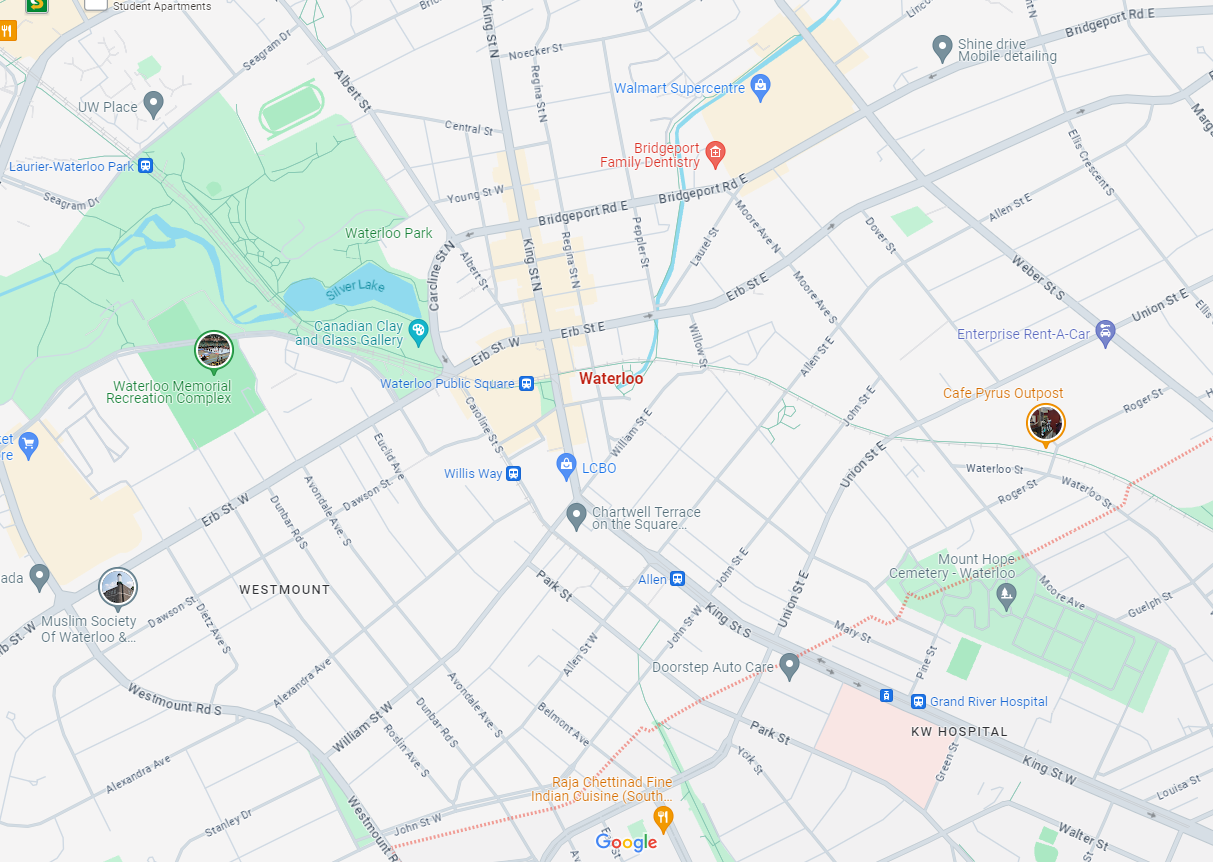 Student Apartments
King St N
Noecker St
Bridgeport Rd E
Shine drive
Mobile detailing
Seagram Dr
Albert St
Regina St N
Walmart Supercentre
UW Place
Central St
Ellis Crescent S
Bridgeport
Family Dentistry
Laurier-Waterloo Park
Seagram Dr
Young St W
Bridgeport Rd E
Bridgeport Rd E
Moore Ave N
Allen St E
Dover St
Peppler St
Laurel St
Waterloo Park
Caroline St N
Albert St
King St N
Regina St N
Weber St S
Silver Lake
Erb St E
Moore Ave S
Union St E
Ellis
Canadian Clay
and Glass Gallery
Erb St E
Willow St
Enterprise Rent-A-Car
Erb St. W
Allen St E
Waterloo Memorial
Recreation Complex
Waterloo Public Square
Waterloo
John St E
Cafe Pyrus Outpost
Roger St
Caroline St S
William St E
Euclid Ave
Union St E
Willis Way
LCBO
Waterloo St
Roger St
Waterloo St
Dawson St
Avondale Ave. S
Dunbar Rd S
Erb St. W
Chartwell Terrace
on the Square...
ada
WESTMOUNT
Park St
Allen
John St E
Union St E
Mount Hope
Cemetery - Waterloo
Moore Ave
Guelph St
Muslim Society
Of Waterloo &...
Dawson St.
Dietz Ave S
King St S
John St W
Mary St
Pine St
Erb St. W
Allen St W
Doorstep Auto Care
Alexandra Ave
Westmount Rd S
Avondale Ave. S
Dunbar Rd S
Roslin Ave. S
William St W
Belmont Ave
Park St
Grand River Hospital
KW HOSPITAL
York St
Green St
King St W
Alexandra Ave
Raja Chettinad Fine
Indian Cuisine (South...
Louisa St
Stanley Dr
Westmount Rd
John St W
Walter St
Google